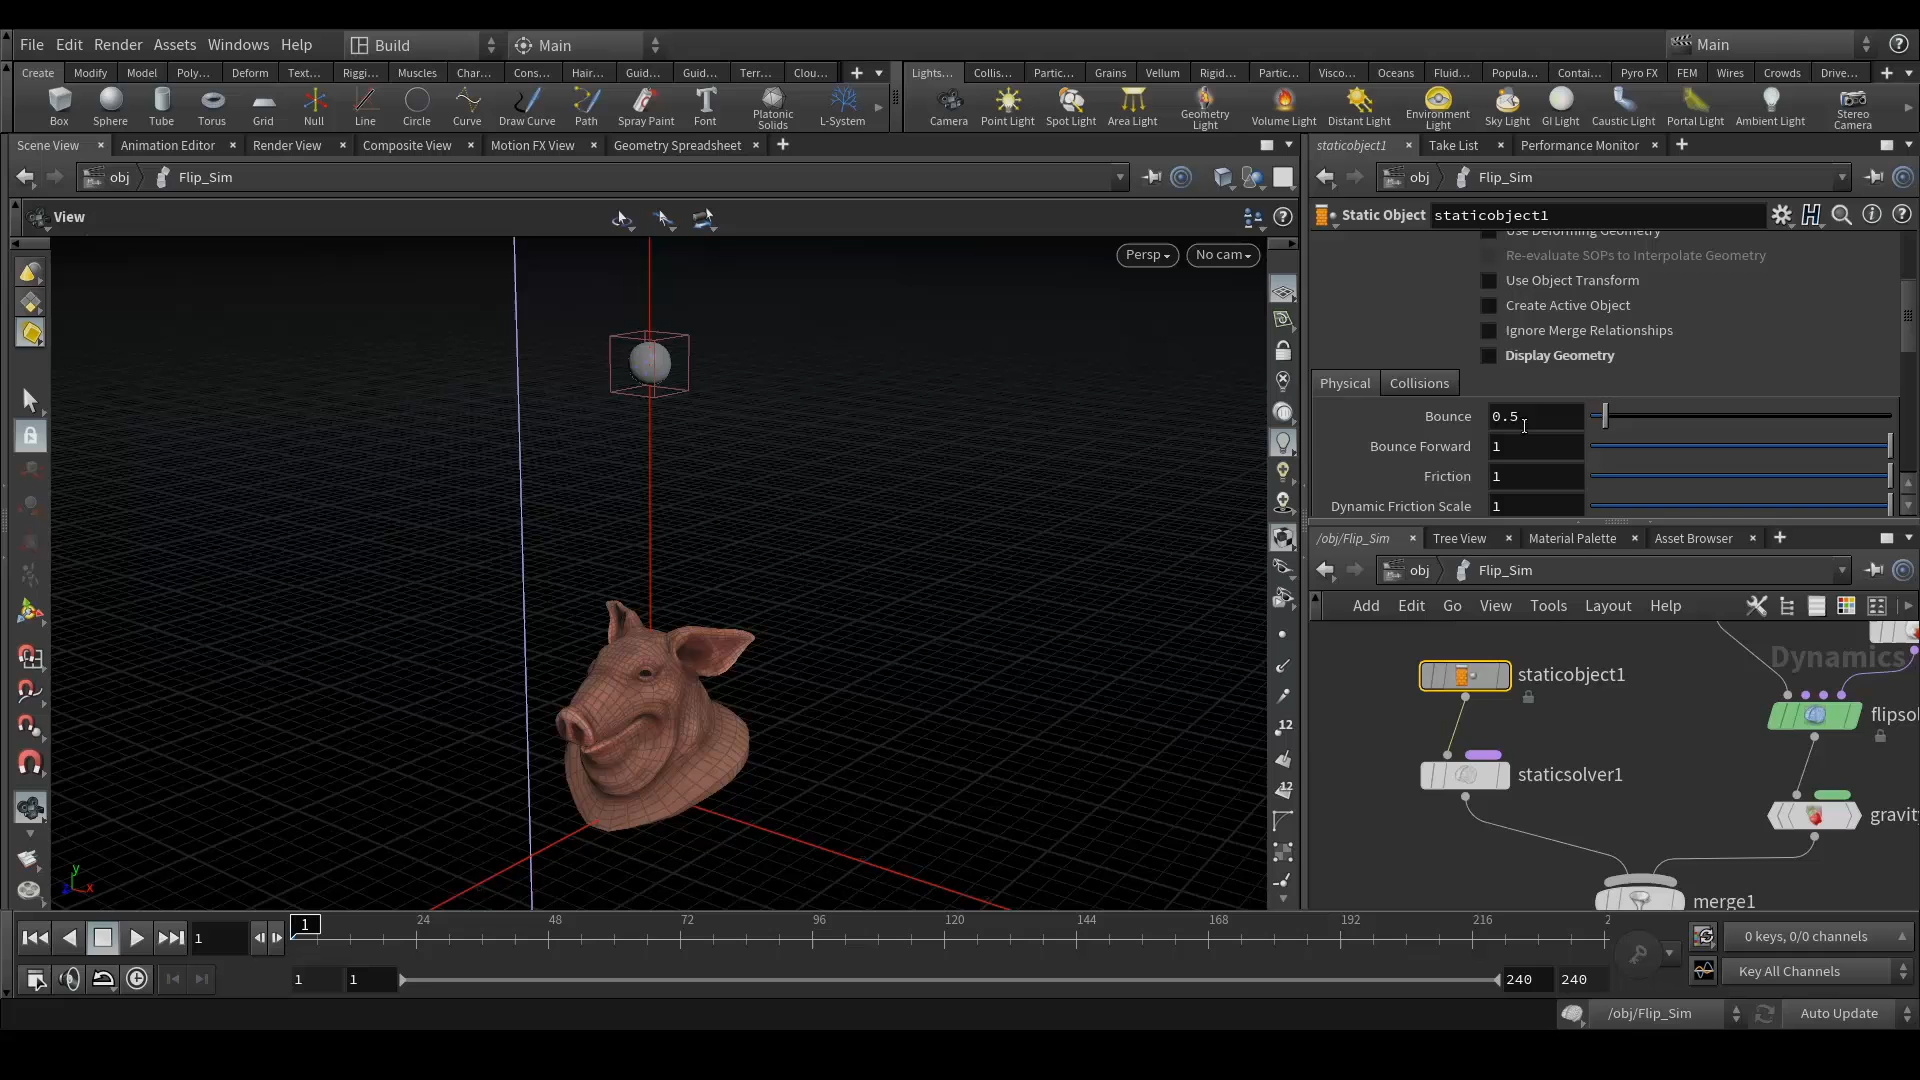 File Edit Render Assets Windows Help Build Main Main
Create Modify Model Poly... Deform Text... Riggi... Muscles Char... Cons... Hair... Guid... Guid... Terr... Clou... Lights... Collis... Partic... Grains Vellum Rigid... Partic... Visco... Oceans Fluid... Popula... Contai... Pyro FX FEM Wires Crowds Drive...
Box Sphere Tube Torus Grid Null Line Circle Curve Draw Curve Path Spray Paint Font Platonic Solids L-System Camera Point Light Spot Light Area Light Geometry Light Volume Light Distant Light Environment Light Sky Light GI Light Caustic Light Portal Light Ambient Light Stereo Camera
Scene View Animation Editor Render View Composite View Motion FX View Geometry Spreadsheet
obj Flip_Sim
View
Persp No cam
y
z x
12
12
staticobject1 Take List Performance Monitor
obj Flip_Sim
Static Object staticobject1
Use Deforming Geometry
Re-evaluate SOPs to Interpolate Geometry
Use Object Transform
Create Active Object
Ignore Merge Relationships
Display Geometry
Physical Collisions
Bounce 0.5
Bounce Forward 1
Friction 1
Dynamic Friction Scale 1
/obj/Flip_Sim Tree View Material Palette Asset Browser
obj Flip_Sim
Add Edit Go View Tools Layout Help
Dynamics
staticobject1
flipsol
staticsolver1
gravity
merge1
1 1 24 48 72 96 120 144 168 192 216 2
0 keys, 0/0 channels
1 1 240 240 Key All Channels
/obj/Flip_Sim Auto Update